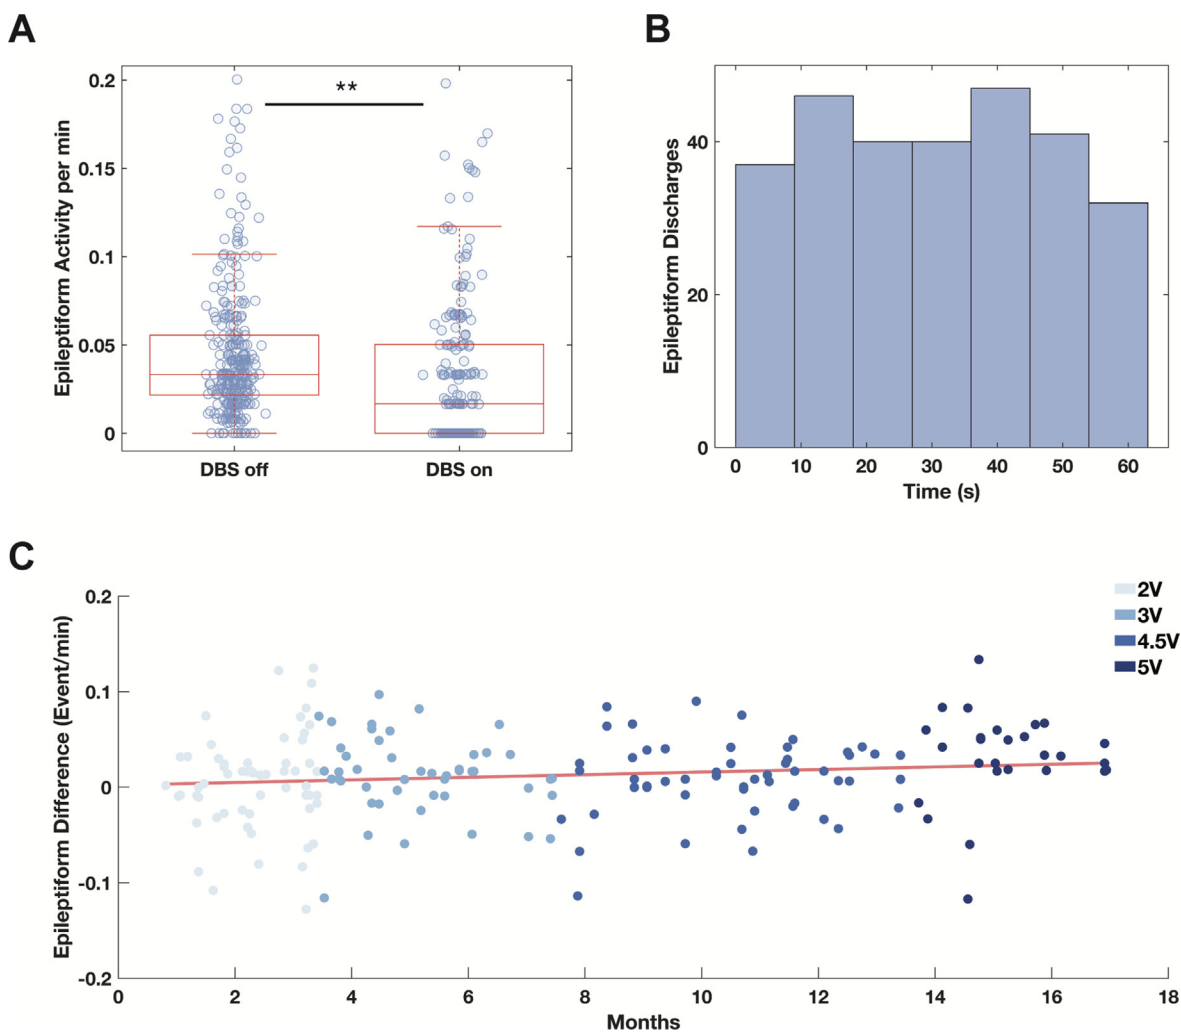 A
Epileptiform Activity per min
0.2
0.15
0.1
0.05
0
**
DBS off
DBS on
B
Epileptiform Discharges
40
20
0
0 10 20 30 40 50 60
Time (s)
C
Epileptiform Difference (Event/min)
0.2
0.1
0
-0.1
-0.2
2V
3V
4.5V
5V
0 2 4 6 8 10 12 14 16 18
Months